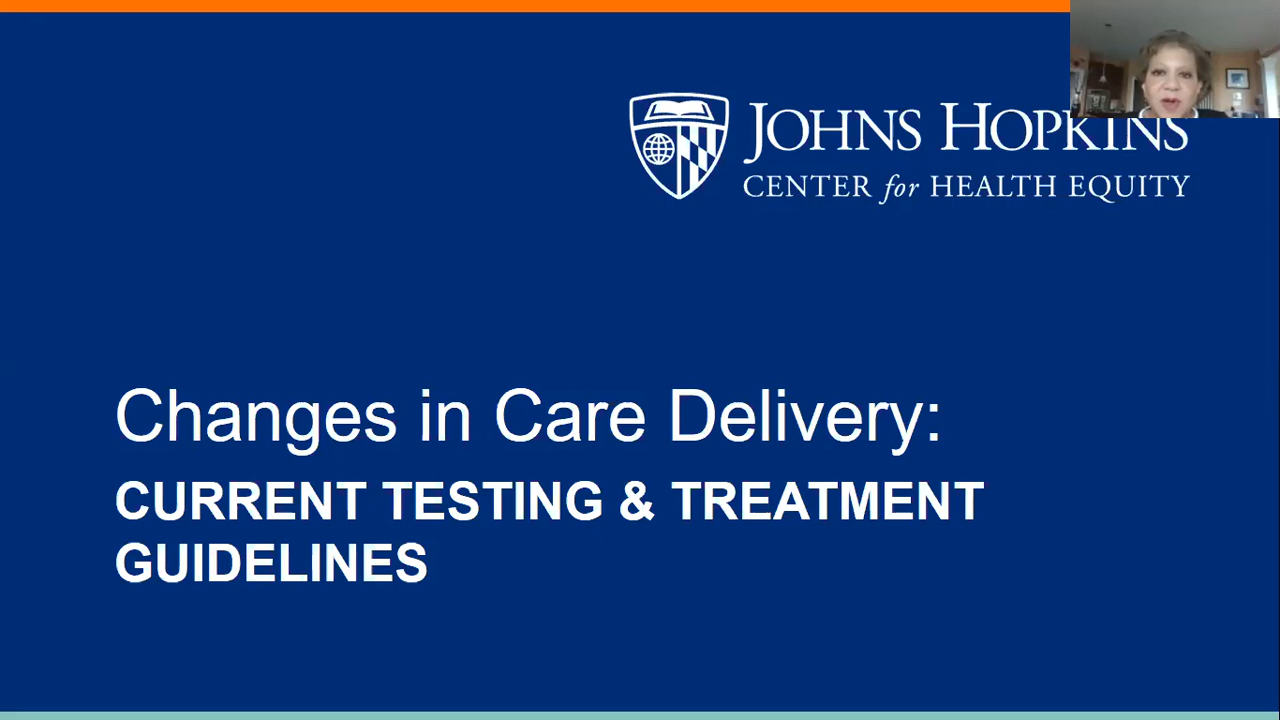 JOHNS HOPKINS
CENTER for HEALTH EQUITY
Changes in Care Delivery:
CURRENT TESTING & TREATMENT
GUIDELINES